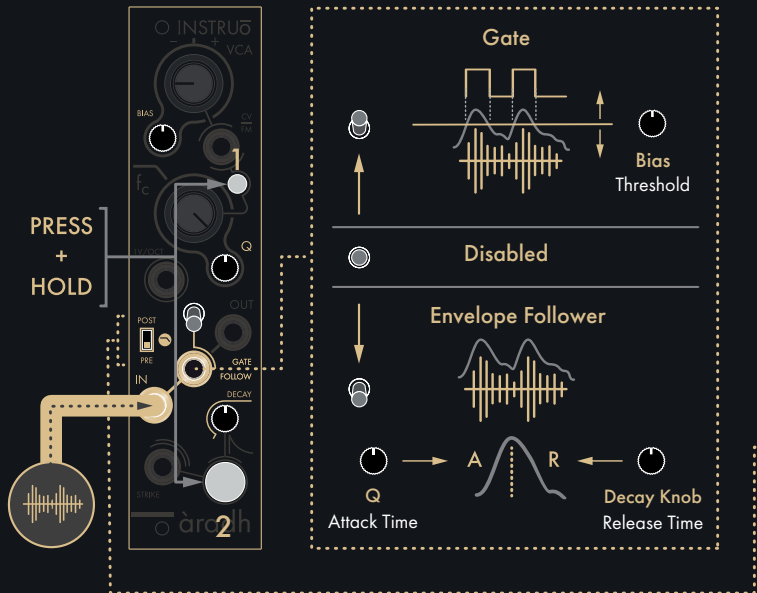 INSTRUō
- +
VCA
BIAS
CV
FM
1
fc
PRESS
+
HOLD
1V/OCT
Q
OUT
POST
PRE
GATE
FOLLOW
IN
DECAY
STRIKE
àradh
2
Gate
Bias
Threshold
Disabled
Envelope Follower
A
R
Q
Attack Time
Decay Knob
Release Time